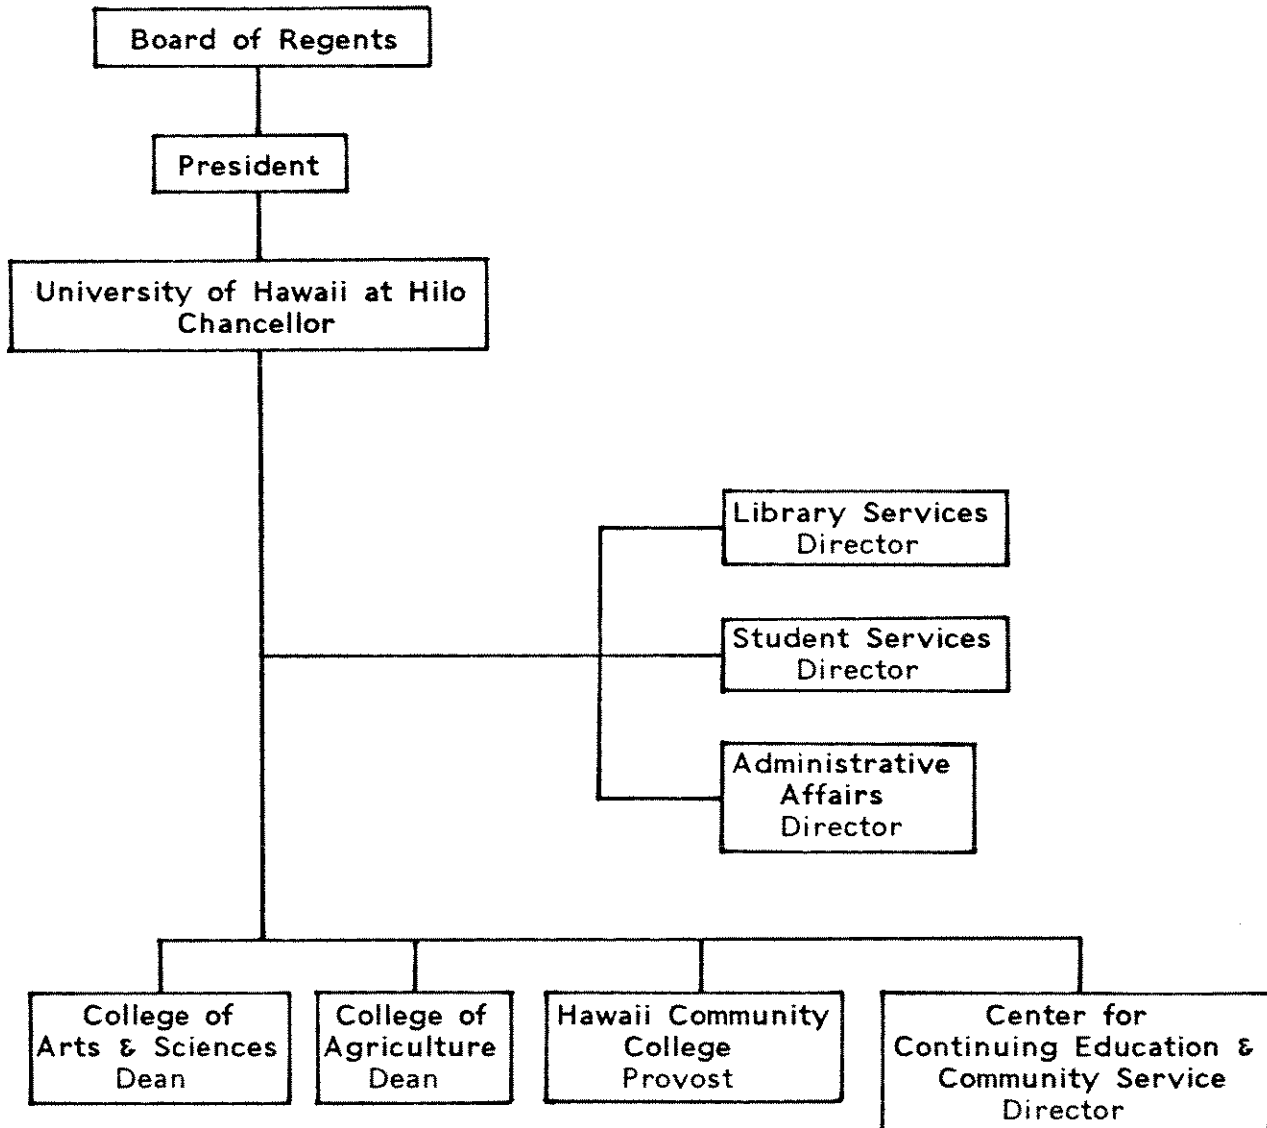 Board of Regents
President
University of Hawaii at Hilo
Chancellor
Library Services
Director
Student Services
Director
Administrative
Affairs
Director
College of
Arts & Sciences
Dean
College of
Agriculture
Dean
Hawaii Community
College
Provost
Center for
Continuing Education &
Community Service
Director